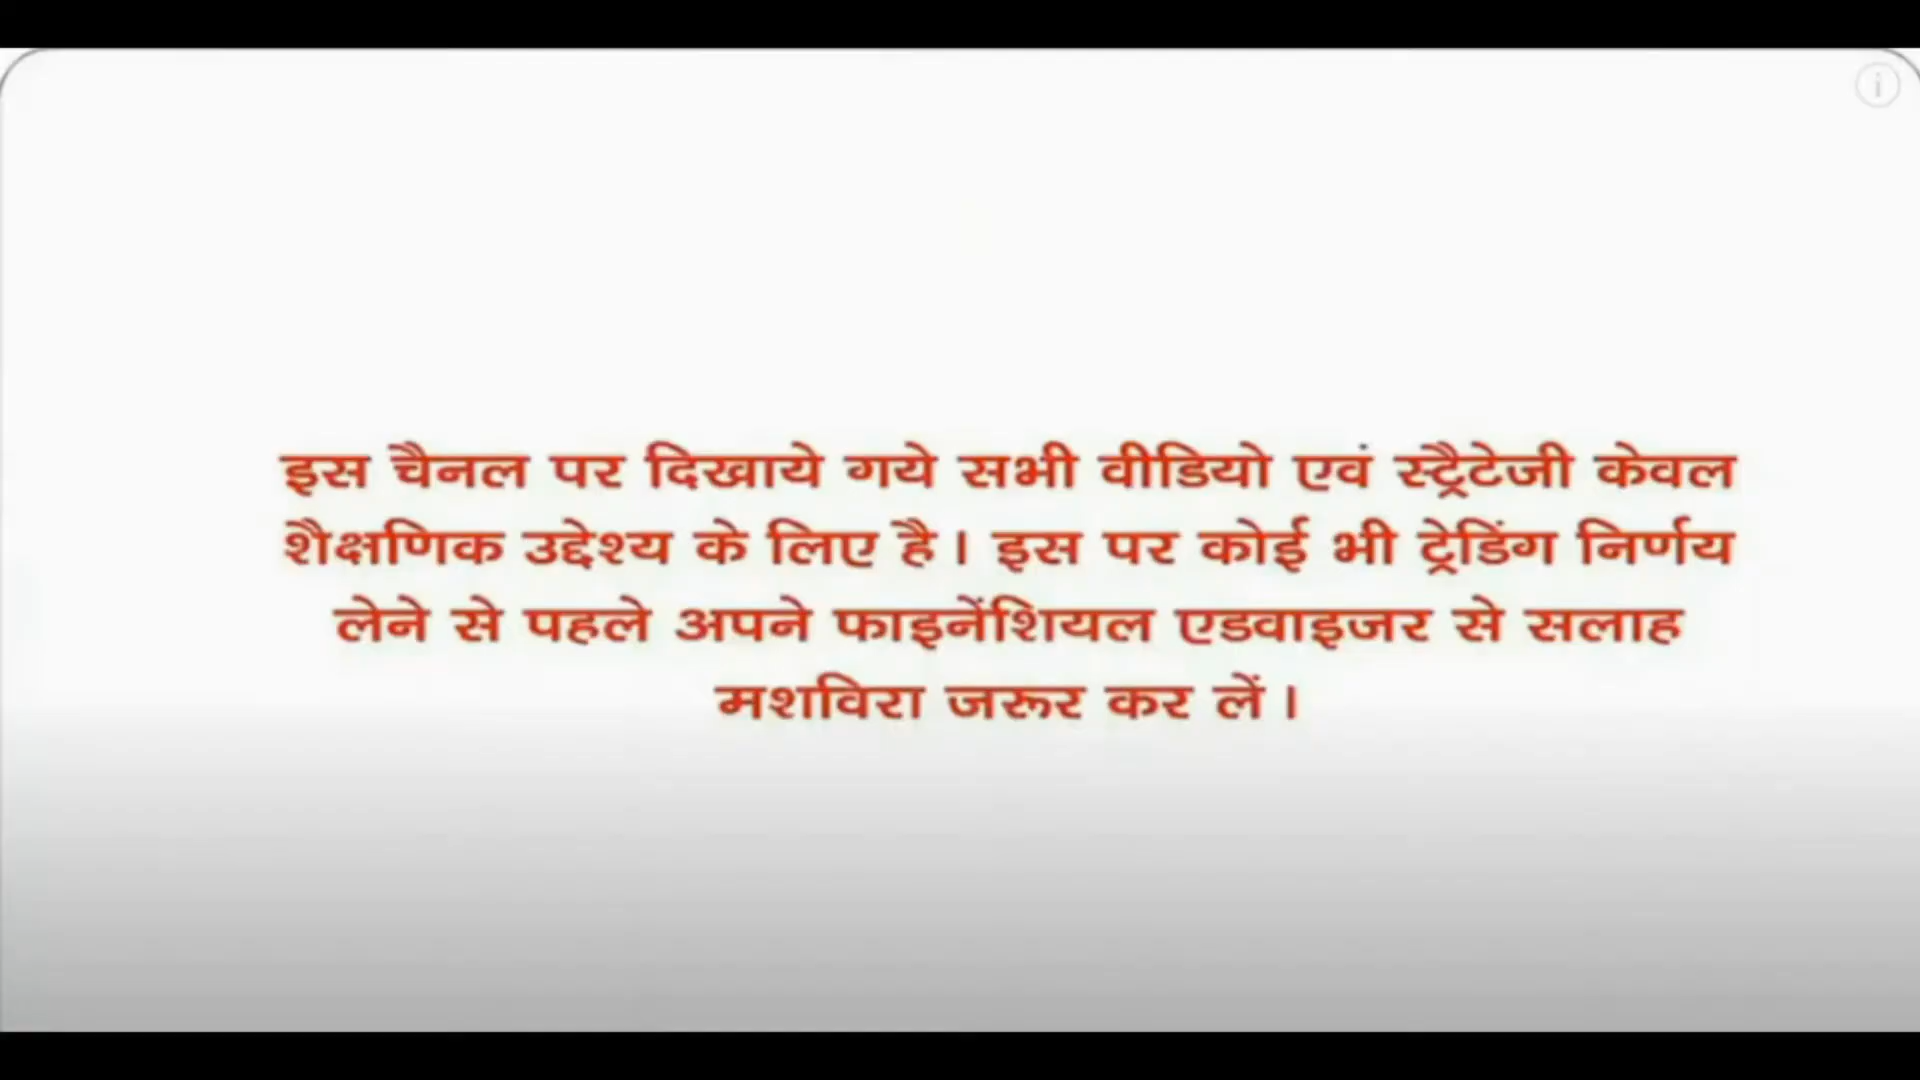 इस चैनल पर दिखाये गये सभी वीडियो एवं स्ट्रैटेजी केवल
शैक्षणिक उद्देश्य के लिए है। इस पर कोई भी ट्रेडिंग निर्णय
लेने से पहले अपने फाइनेंशियल एडवाइजर से सलाह
मशविरा जरूर कर लें।